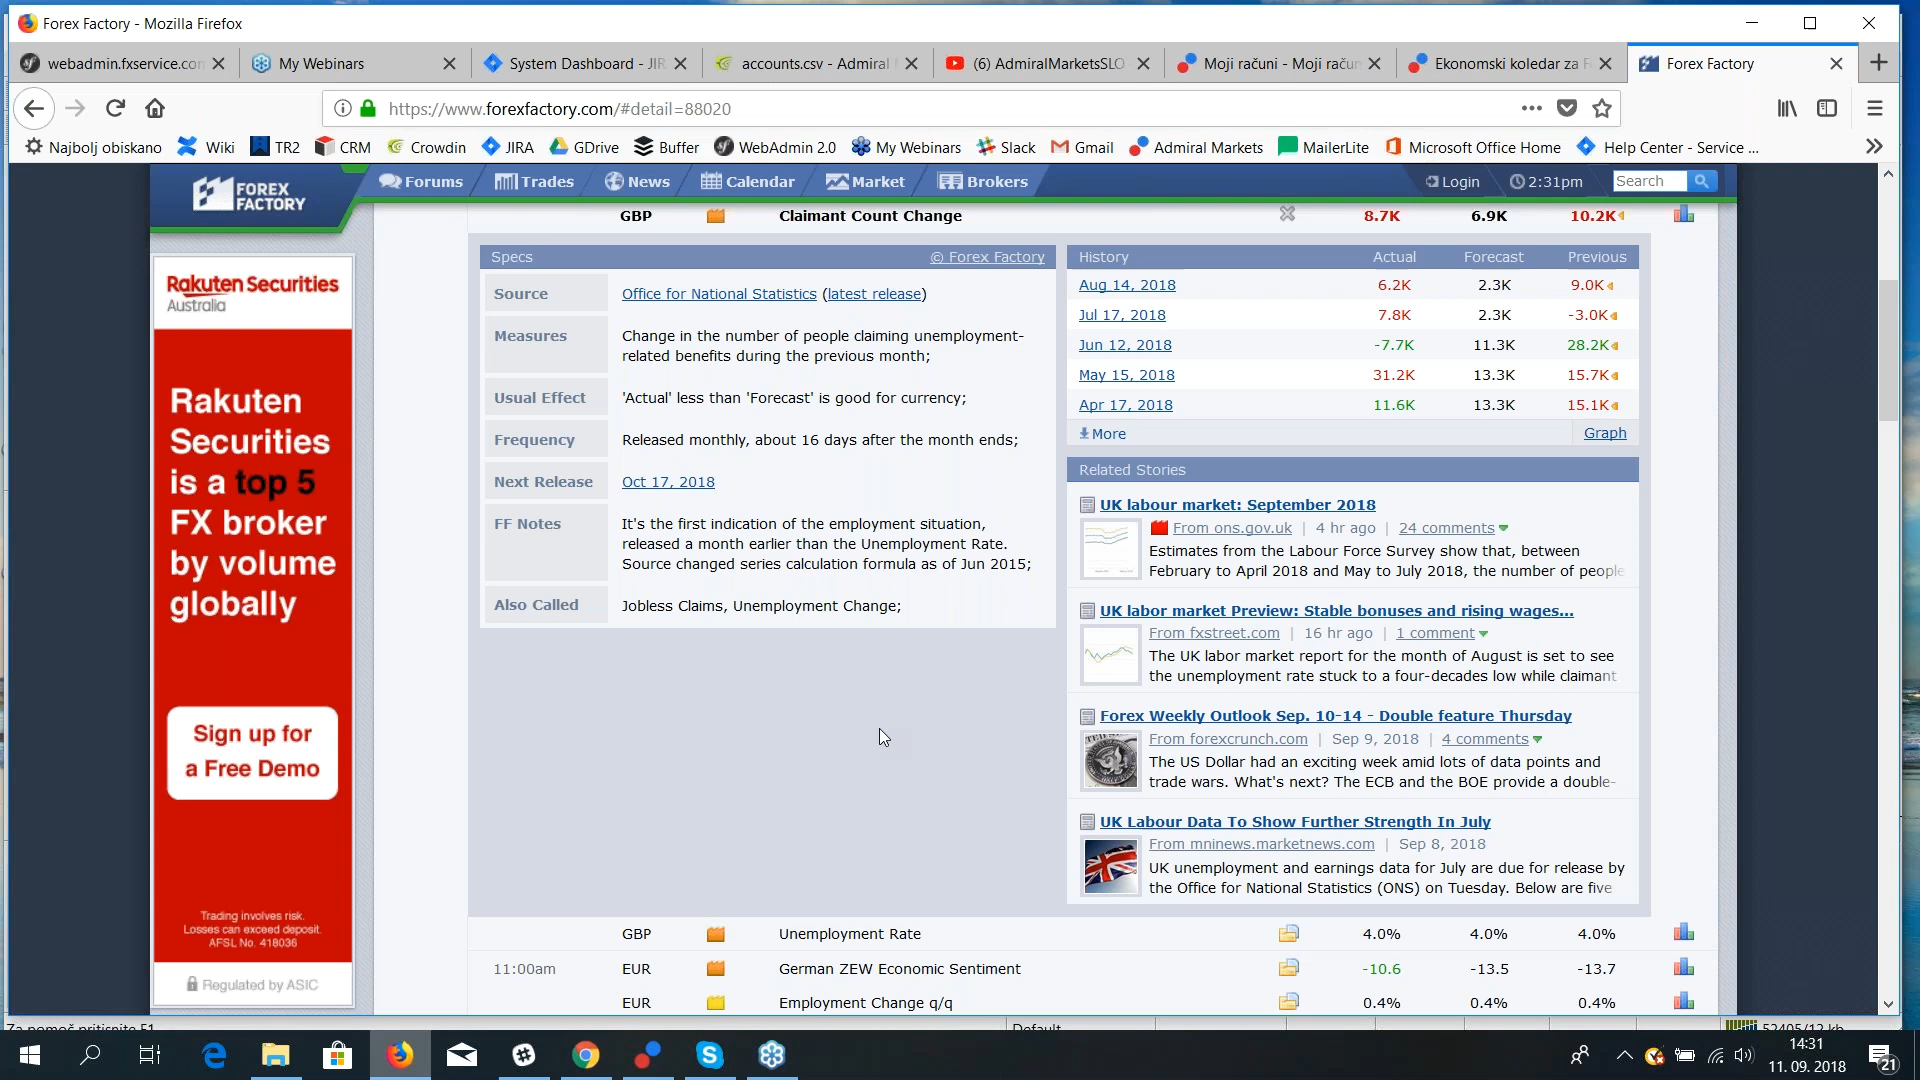 Forex Factory - Mozilla Firefox
webadmin.fxservice.com
My Webinars
System Dashboard - JIR
accounts.csv - Admiral
(6) AdmiralMarketsSLO
Moji računi - Moji račun
Ekonomski koledar za F
Forex Factory
https://www.forexfactory.com/#detail=88020
Najbolj obiskano
Wiki
TR2
CRM
Crowdin
JIRA
GDrive
Buffer
WebAdmin 2.0
My Webinars
Slack
Gmail
Admiral Markets
MailerLite
Microsoft Office Home
Help Center - Service ...
FOREX
FACTORY
Forums
Trades
News
Calendar
Market
Brokers
Login
2:31pm
Search
GBP Claimant Count Change 8.7K 6.9K 10.2K
Rakuten Securities
Australia
Rakuten
Securities
is a top 5
FX broker
by volume
globally
Sign up for
a Free Demo
Trading involves risk.
Losses can exceed deposit.
AFSL No. 418036
Regulated by ASIC
Specs © Forex Factory
Source Office for National Statistics (latest release)
Measures Change in the number of people claiming unemployment-
related benefits during the previous month;
Usual Effect 'Actual' less than 'Forecast' is good for currency;
Frequency Released monthly, about 16 days after the month ends;
Next Release Oct 17, 2018
FF Notes It's the first indication of the employment situation,
released a month earlier than the Unemployment Rate.
Source changed series calculation formula as of Jun 2015;
Also Called Jobless Claims, Unemployment Change;
History Actual Forecast Previous
Aug 14, 2018 6.2K 2.3K 9.0K
Jul 17, 2018 7.8K 2.3K -3.0K
Jun 12, 2018 -7.7K 11.3K 28.2K
May 15, 2018 31.2K 13.3K 15.7K
Apr 17, 2018 11.6K 13.3K 15.1K
More Graph
Related Stories
UK labour market: September 2018
From ons.gov.uk | 4 hr ago | 24 comments
Estimates from the Labour Force Survey show that, between
February to April 2018 and May to July 2018, the number of people
UK labor market Preview: Stable bonuses and rising wages...
From fxstreet.com | 16 hr ago | 1 comment
The UK labor market report for the month of August is set to see
the unemployment rate stuck to a four-decades low while claimant
Forex Weekly Outlook Sep. 10-14 - Double feature Thursday
From forexcrunch.com | Sep 9, 2018 | 4 comments
The US Dollar had an exciting week amid lots of data points and
trade wars. What's next? The ECB and the BOE provide a double-
UK Labour Data To Show Further Strength In July
From mninews.marketnews.com | Sep 8, 2018
UK unemployment and earnings data for July are due for release by
the Office for National Statistics (ONS) on Tuesday. Below are five
GBP Unemployment Rate 4.0% 4.0% 4.0%
11:00am EUR German ZEW Economic Sentiment -10.6 -13.5 -13.7
EUR Employment Change q/q 0.4% 0.4% 0.4%
Za pomoč pritisnite F1
Default
52405/12 kb
14:31
11. 09. 2018
21